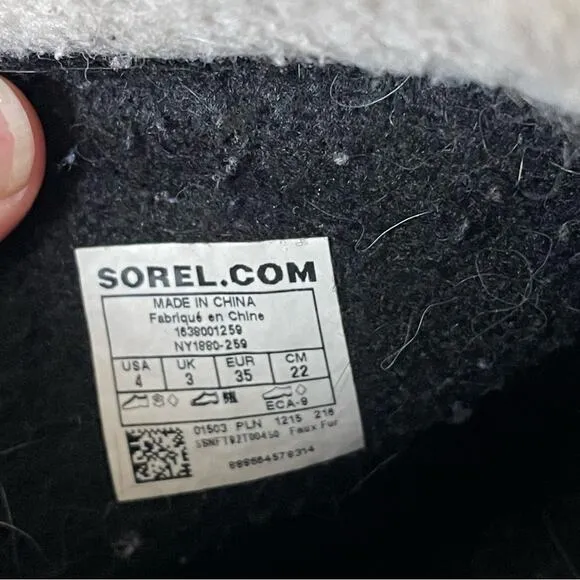 SOREL.COM
MADE IN CHINA
Fabriqué en Chine
1638001259
NY1880-259
USA UK EUR CM
4 3 35 22
ECA-9
01503 PLN 1215 216
Faux Fur